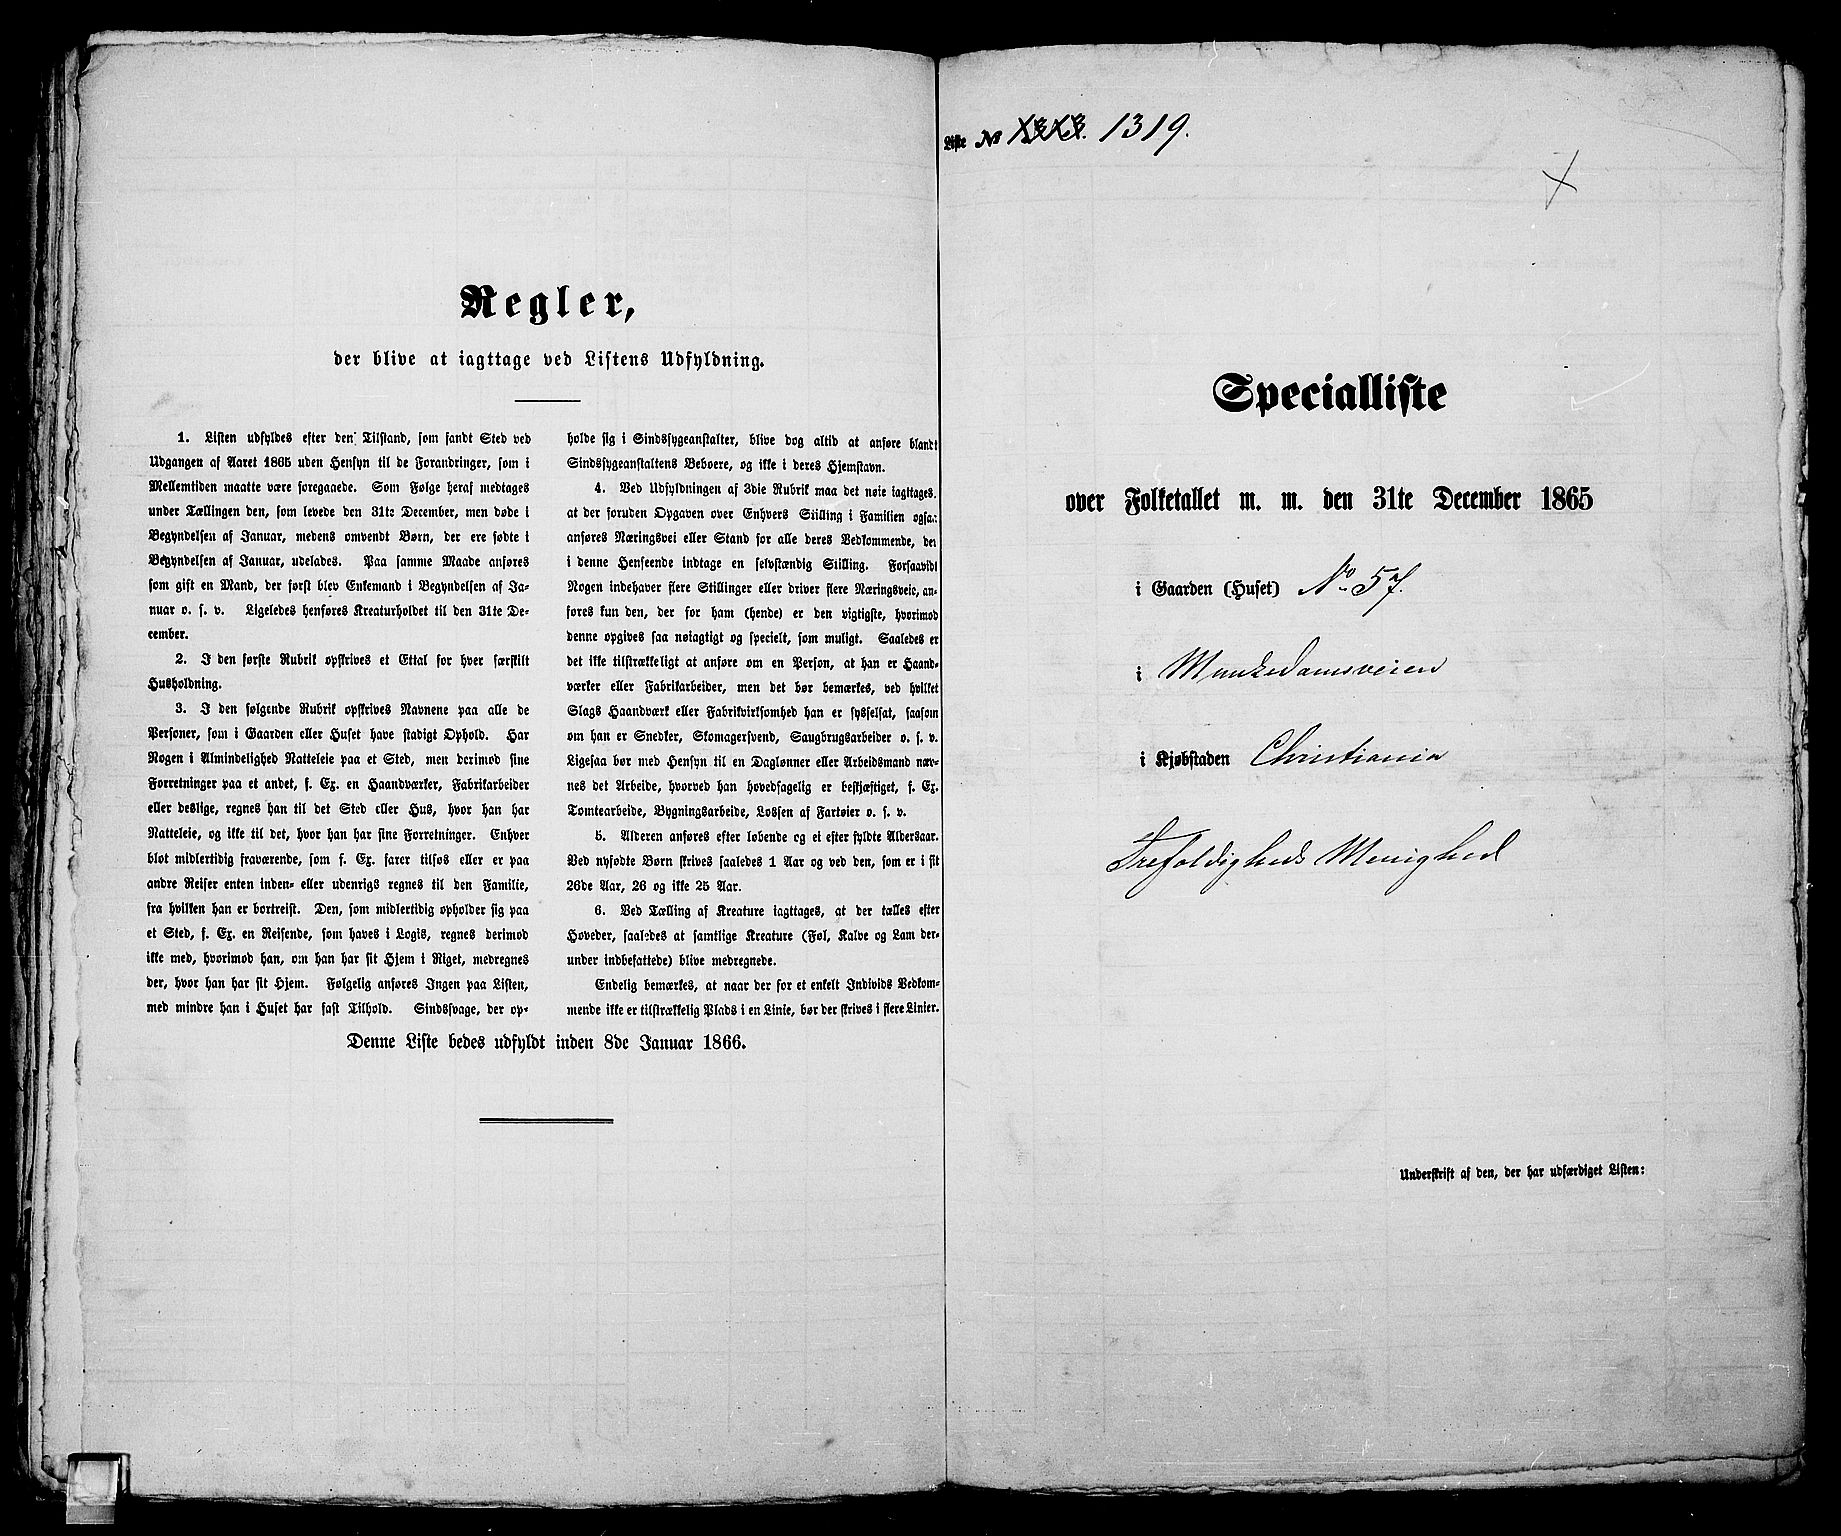 Regler,
der blive at iagttage ved Listens Udfyldning.
1. Listen udfyldes efter den Tilstand, som fandt Sted ved
Udgangen af Aaret 1865 uden Hensyn til de Forandringer, som i
Mellemtiden maatte være foregaaede. Som Følge heraf medtages
under Tællingen den, som levede den 31te December, men døde i
Begyndelsen af Januar, medens omvendt Børn, der ere fødte i
Begyndelsen af Januar, udelades. Paa samme Maade anføres
som gift en Mand, der først blev Enkemand i Begyndelsen af Ja-
nuar o. s. v. Ligeledes henføres Kreaturholdet til den 31te De-
cember.
2. I den første Rubrik opskrives et Ettal for hver særskilt
Husholdning.
3. I den følgende Rubrik opskrives Navnene paa alle de
Personer, som i Gaarden eller Huset have stadigt Ophold. Har
Nogen i Almindelighed Natteleie paa et Sted, men derimod sine
Forretninger paa et andet, f. Ex. en Haandværker, Fabrikarbeider
eller deslige, regnes han til det Sted eller Hus, hvor han har
Natteleie, og ikke til det, hvor han har sine Forretninger. Enhver
blot midlertidig fraværende, som f. Ex. farer tilsøs eller er paa
andre Reiser enten inden- eller udenrigs regnes til den Familie,
fra hvilken han er bortreist. Den, som midlertidig opholder sig paa
et Sted, f. Ex. en Reisende, som haves i Logis, regnes derimod
ikke med, hvorimod han, om han har sit Hjem i Riget, medregnes
der, hvor han har sit Hjem. Følgelig anføres Ingen paa Listen,
med mindre han i Huset har fast Tilhold. Sindssvage, der op-
holde sig i Sindssygeanstalter, blive dog altid at anføre blandt
Sindssygeanstaltens Beboere, og ikke i deres Hjemstavn.
4. Ved Udfyldningen af 3die Rubrik maa det nøie iagttages,
at der foruden Opgaven over Enhvers Stilling i Familien ogsaa
anføres Næringsvei eller Stand for alle deres Vedkommende, der
i denne Henseende indtage en selvstændig Stilling. Forsaavidt
Nogen indehaver flere Stillinger eller driver flere Næringsveie, an-
føres kun den, der for ham (hende) er den vigtigste, hvorimod
denne opgives saa nøiagtigt og specielt, som muligt. Saaledes er
det ikke tilstrækkeligt at anføre om en Person, at han er Haand-
værker eller Fabrikarbeider, men det bør bemærkes, ved hvilket
Slags Haandværk eller Fabrikvirksomhed han er sysselsat, saasom
om han er Snedker, Skomagersvend, Saugbrugsarbeider o. s. v.
Ligesaa bør med Hensyn til en Daglønner eller Arbeidsmand næv-
nes det Arbeide, hvorved han hovedsagelig er beskjæftiget, f. Ex.
Tomtearbeide, Bygningsarbeide, Lossen af Fartøier o. s. v.
5. Alderen anføres efter løbende og ei efter fyldte Aldersaar.
Ved nyfødte Børn skrives saaledes 1 Aar og ved den, som er i sit
26de Aar, 26 og ikke 25 Aar.
6. Ved Tælling af Kreature iagttages, at der tælles efter
Hoveder, saaledes at samtlige Kreature (Føl, Kalve og Lam der-
under indbefattede) blive medregnede.
Endelig bemærkes, at naar der for et enkelt Individs Vedkom-
mende ikke er tilstrækkelig Plads i en Linie, bør der skrives i flere Linier.
Denne Liste bedes udfyldt inden 8de Januar 1866.
Liste No 1319.
Specialliste
over Folketallet m. m. den 31te December 1865
i Gaarden (Huset) No 57.
i Munkedamsveien
i Kjøbstaden Christiania
Trefoldigheds Menighed
Underskrift af den, der har udfærdiget Listen: